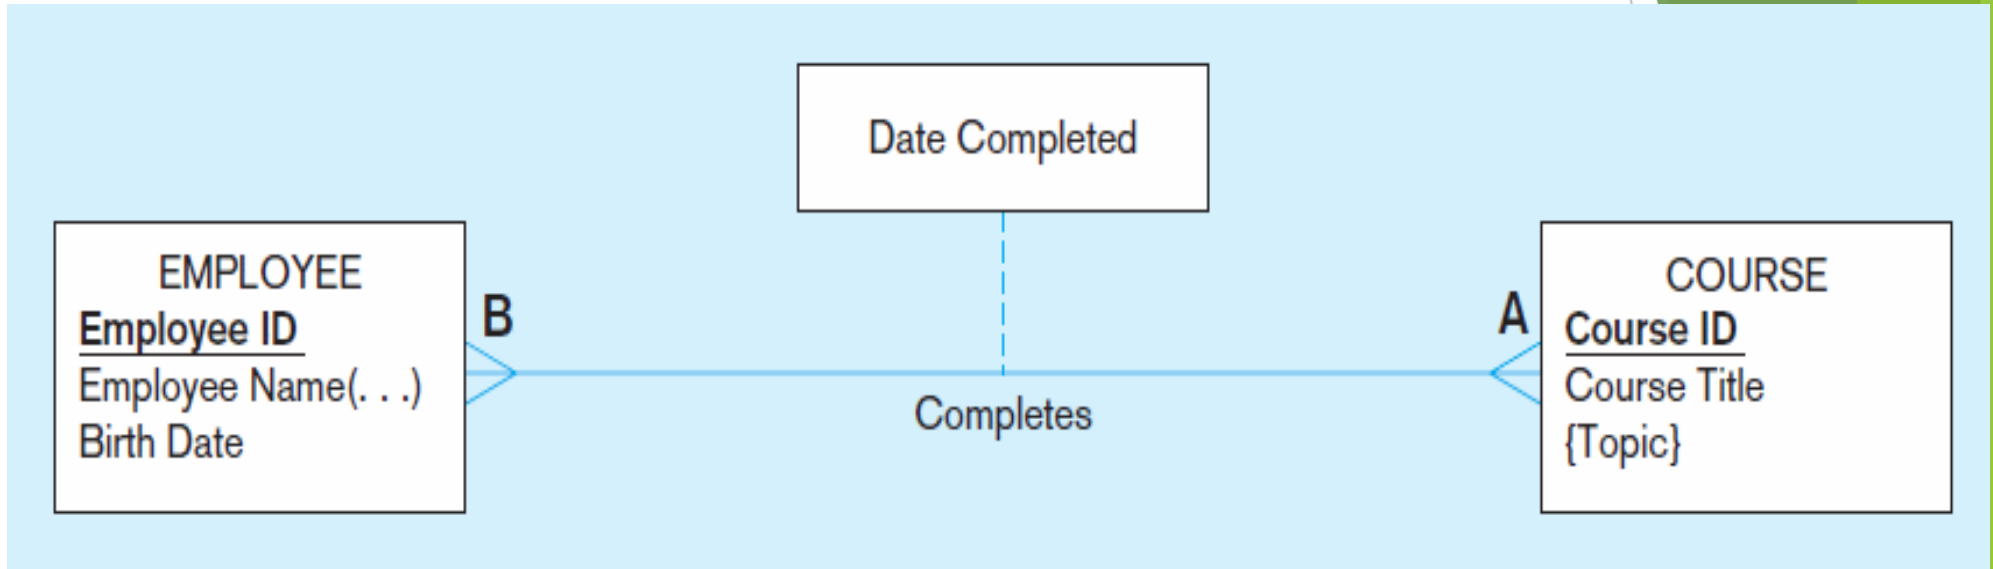 Date Completed
EMPLOYEE
Employee ID
Employee Name(. . .)
Birth Date
B
Completes
A
COURSE
Course ID
Course Title
{Topic}